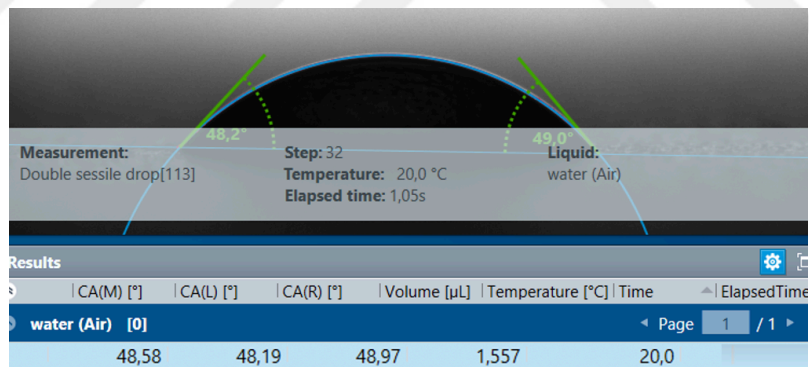 48,2° 49,0°
Measurement: Step: 32 Liquid:
Double sessile drop[113] Temperature: 20,0 °C water (Air)
Elapsed time: 1,05s
Results
CA(M) [°] CA(L) [°] CA(R) [°] Volume [µL] Temperature [°C] Time ElapsedTime
water (Air) [0] Page 1 / 1
48,58 48,19 48,97 1,557 20,0